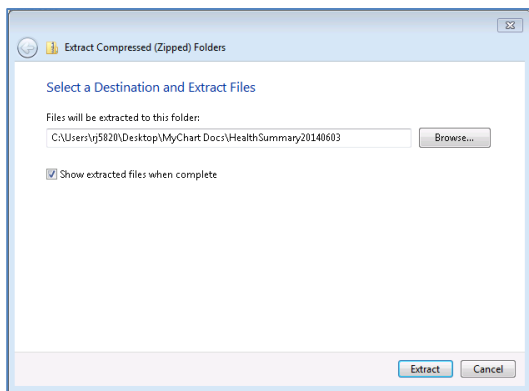 Extract Compressed (Zipped) Folders
Select a Destination and Extract Files
Files will be extracted to this folder:
C:\Users\rj5820\Desktop\MyChart Docs\HealthSummary20140603
Browse...
Show extracted files when complete
Extract
Cancel